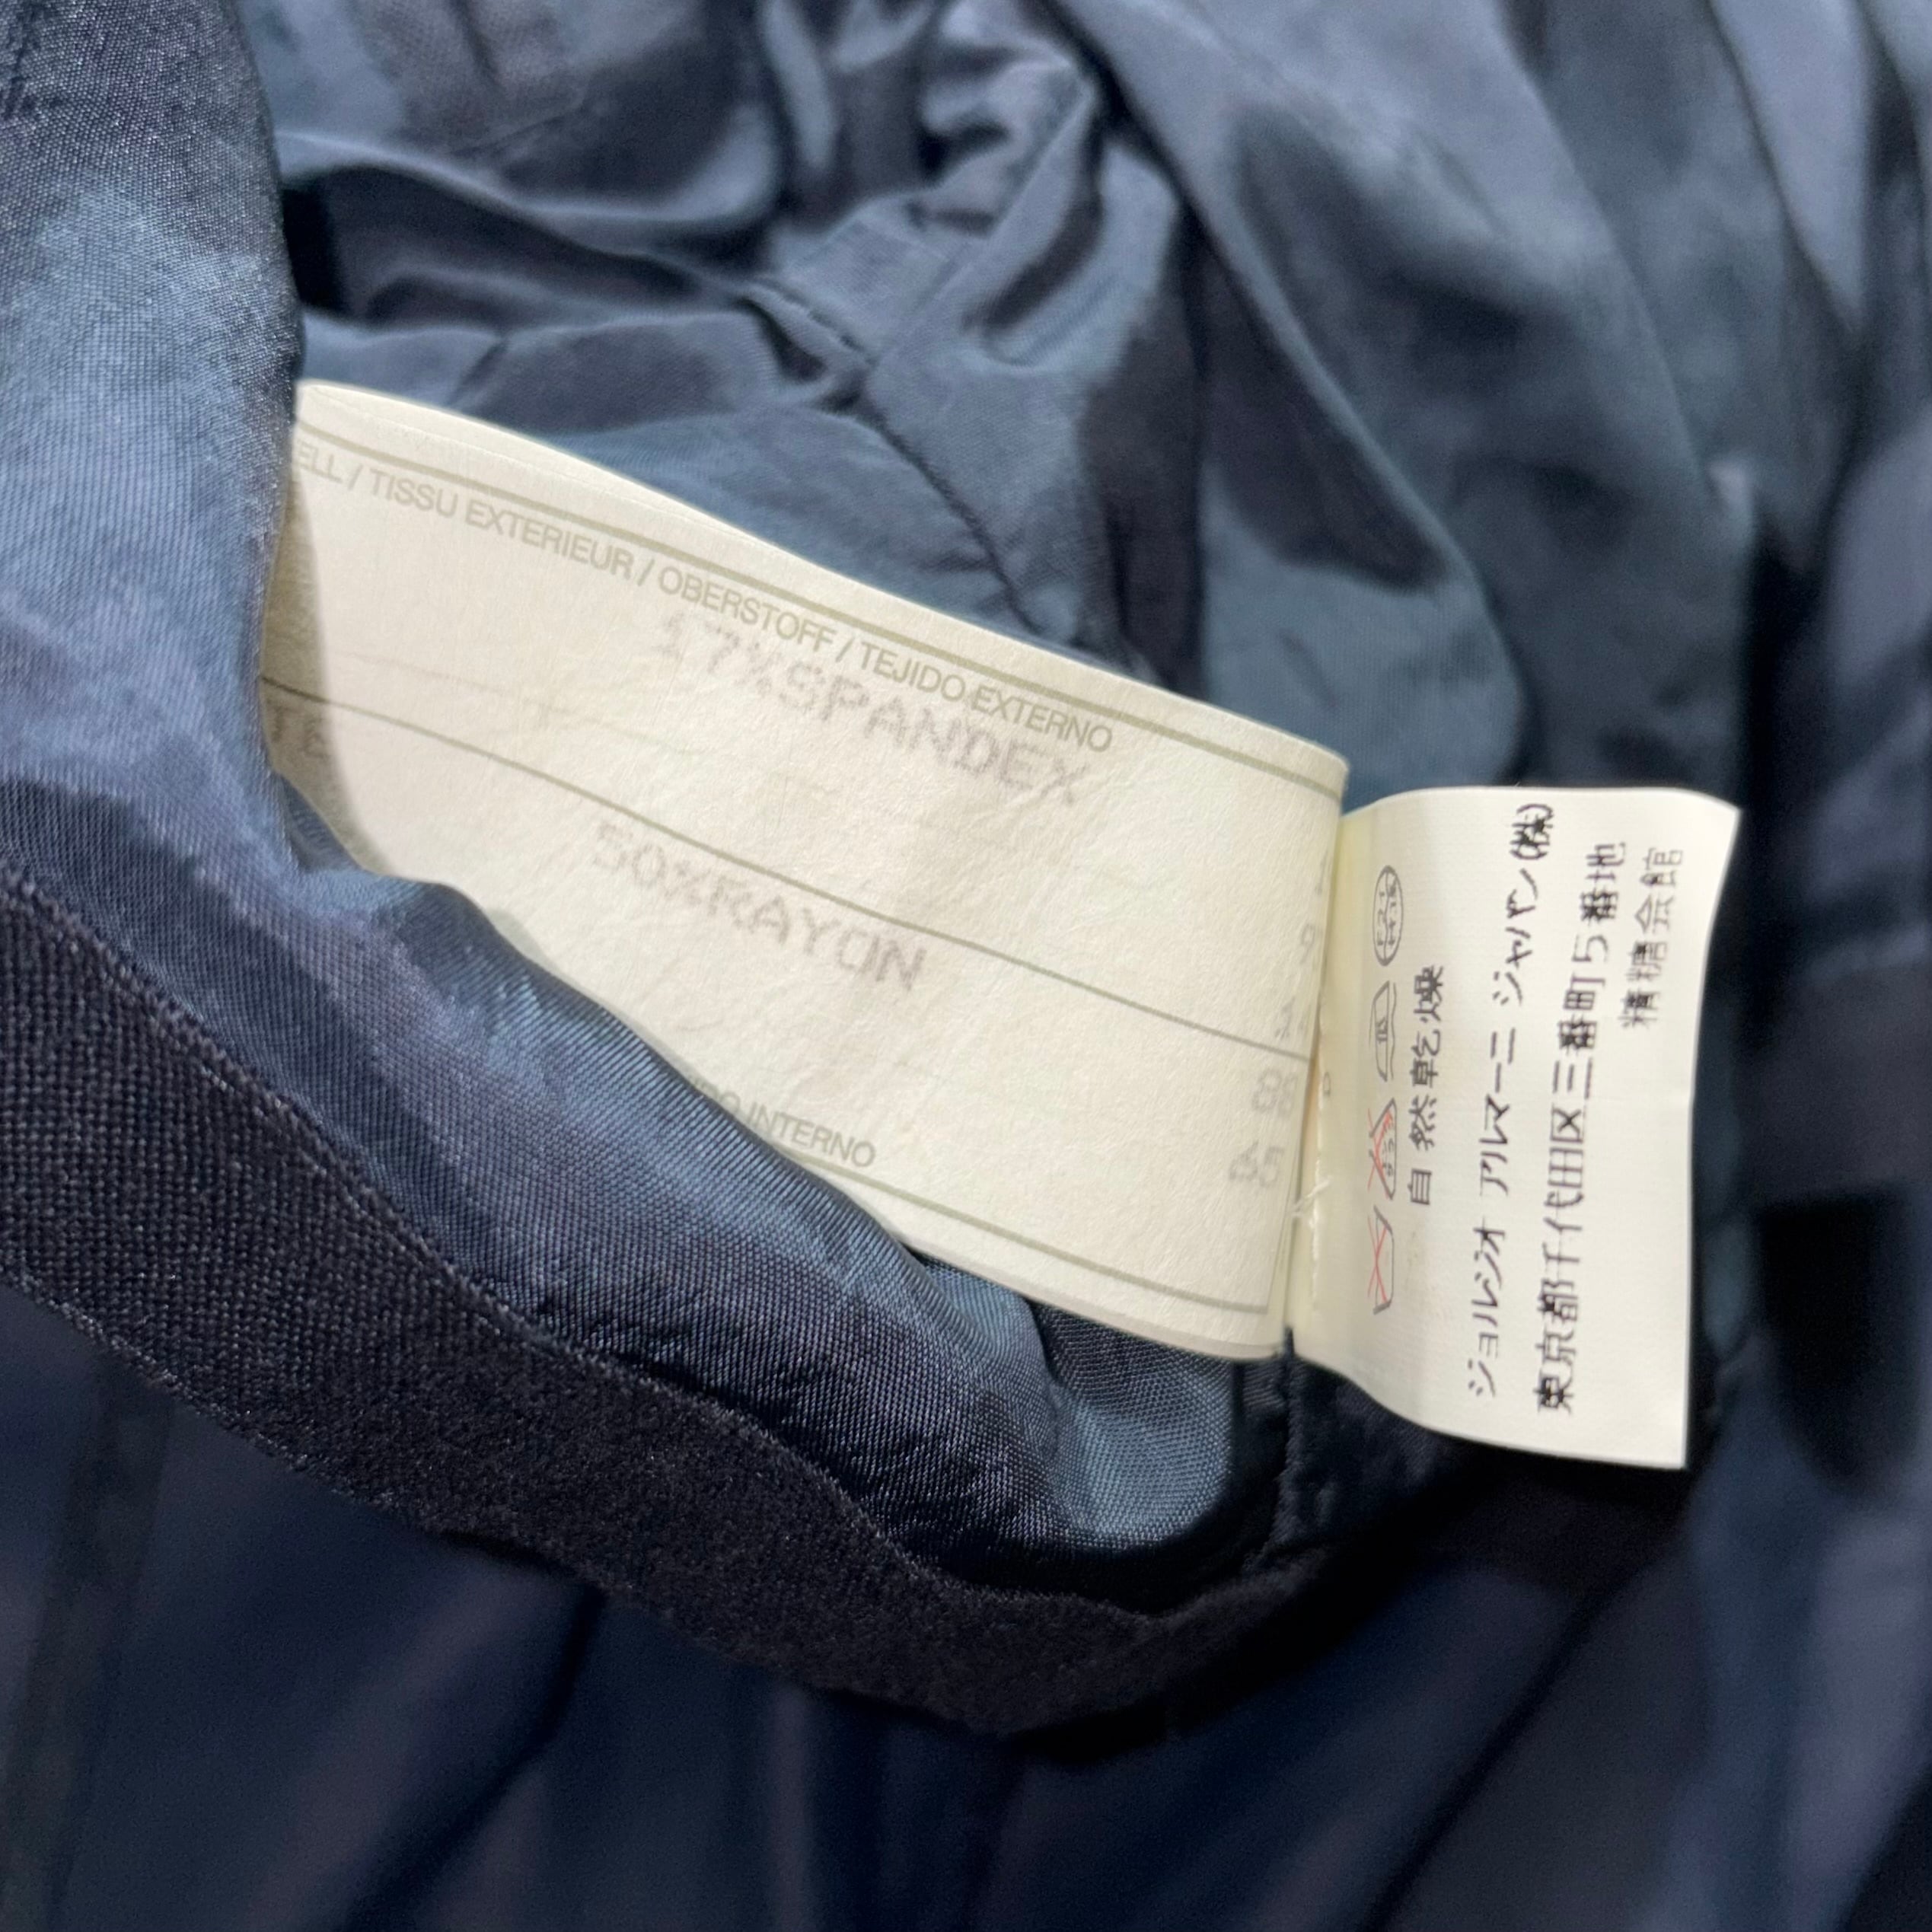 ELL / TISSU EXTERIEUR / OBERSTOFF / TEJIDO EXTERNO
17%SPANDEX
50%RAYON
INTERNO
65
自然乾燥
ジョルジオ アルマーニ ジャパン(株)
東京都千代田区三番町15番地
精糖会館